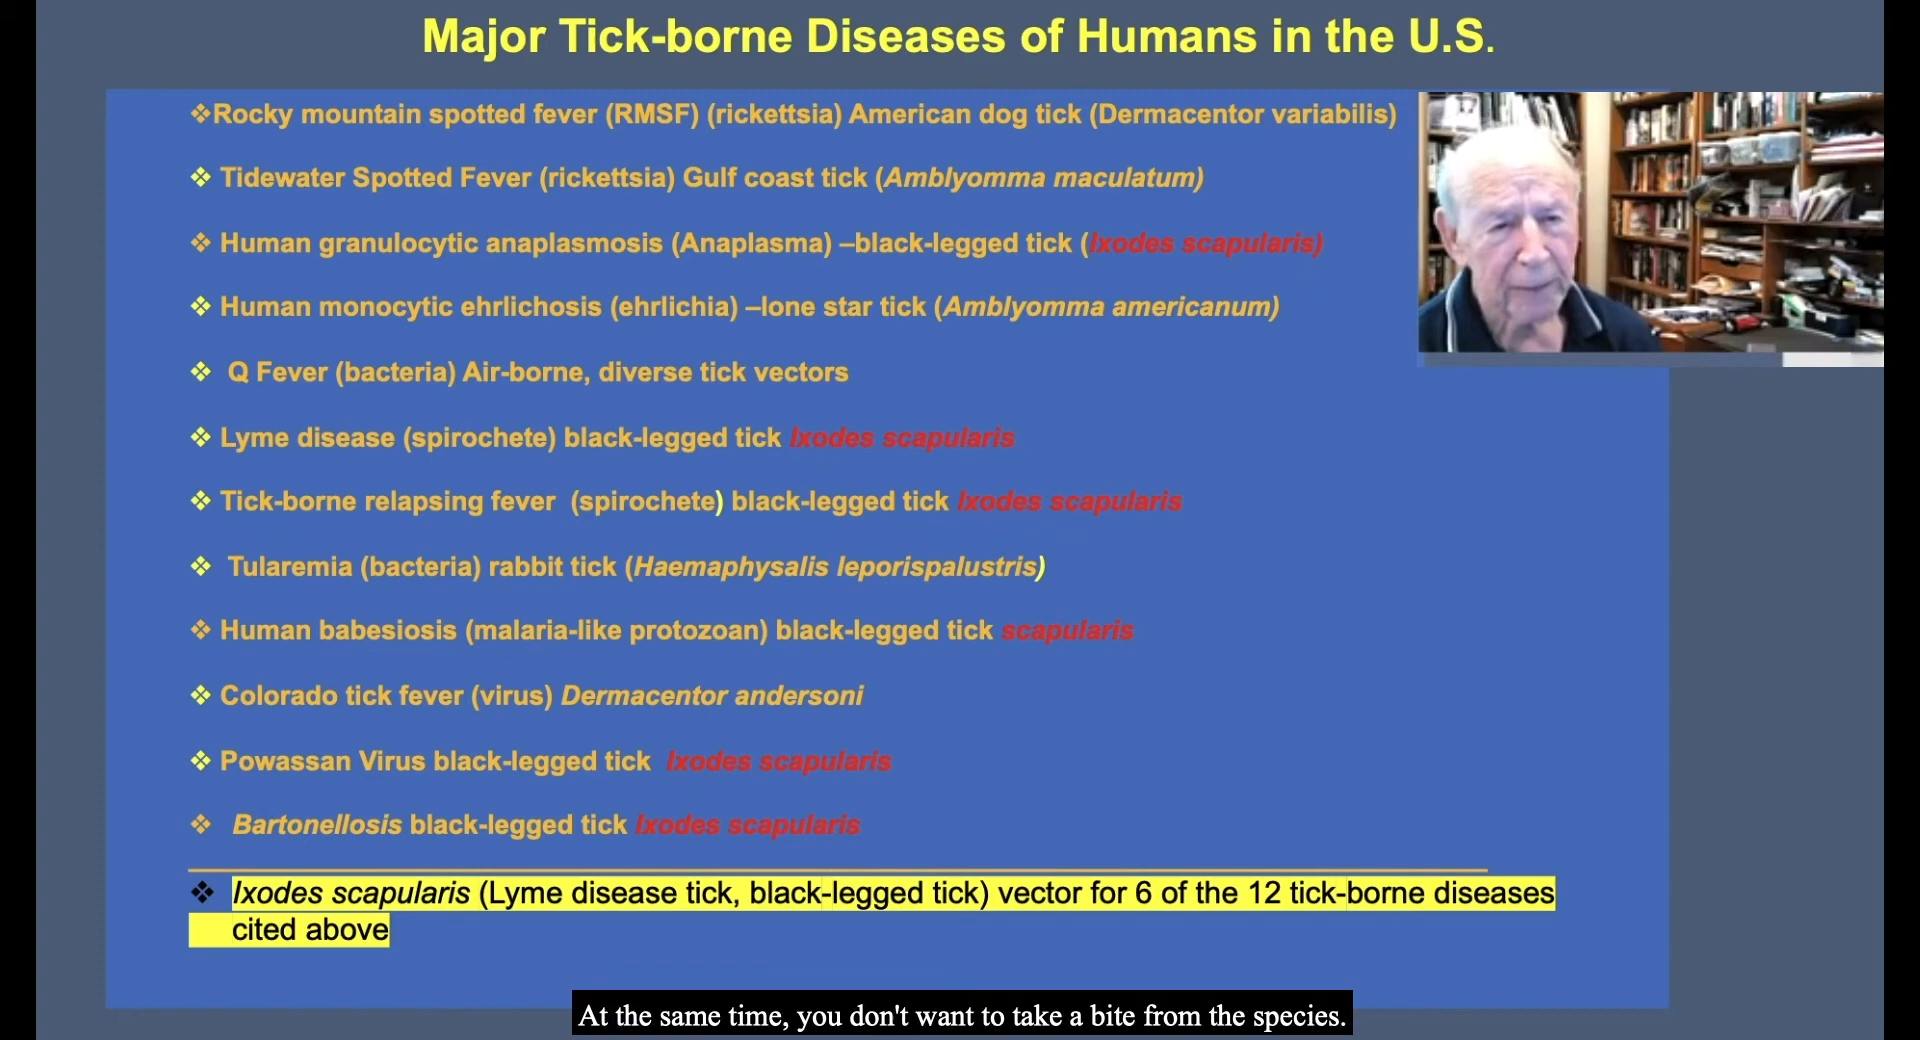 Major Tick-borne Diseases of Humans in the U.S.
❖Rocky mountain spotted fever (RMSF) (rickettsia) American dog tick (Dermacentor variabilis)
❖ Tidewater Spotted Fever (rickettsia) Gulf coast tick (Amblyomma maculatum)
❖ Human granulocytic anaplasmosis (Anaplasma) –black-legged tick (Ixodes scapularis)
❖ Human monocytic ehrlichosis (ehrlichia) –lone star tick (Amblyomma americanum)
❖ Q Fever (bacteria) Air-borne, diverse tick vectors
❖ Lyme disease (spirochete) black-legged tick Ixodes scapularis
❖ Tick-borne relapsing fever (spirochete) black-legged tick Ixodes scapularis
❖ Tularemia (bacteria) rabbit tick (Haemaphysalis leporispalustris)
❖ Human babesiosis (malaria-like protozoan) black-legged tick scapularis
❖ Colorado tick fever (virus) Dermacentor andersoni
❖ Powassan Virus black-legged tick Ixodes scapularis
❖ Bartonellosis black-legged tick Ixodes scapularis
❖ Ixodes scapularis (Lyme disease tick, black-legged tick) vector for 6 of the 12 tick-borne diseases
cited above
At the same time, you don't want to take a bite from the species.